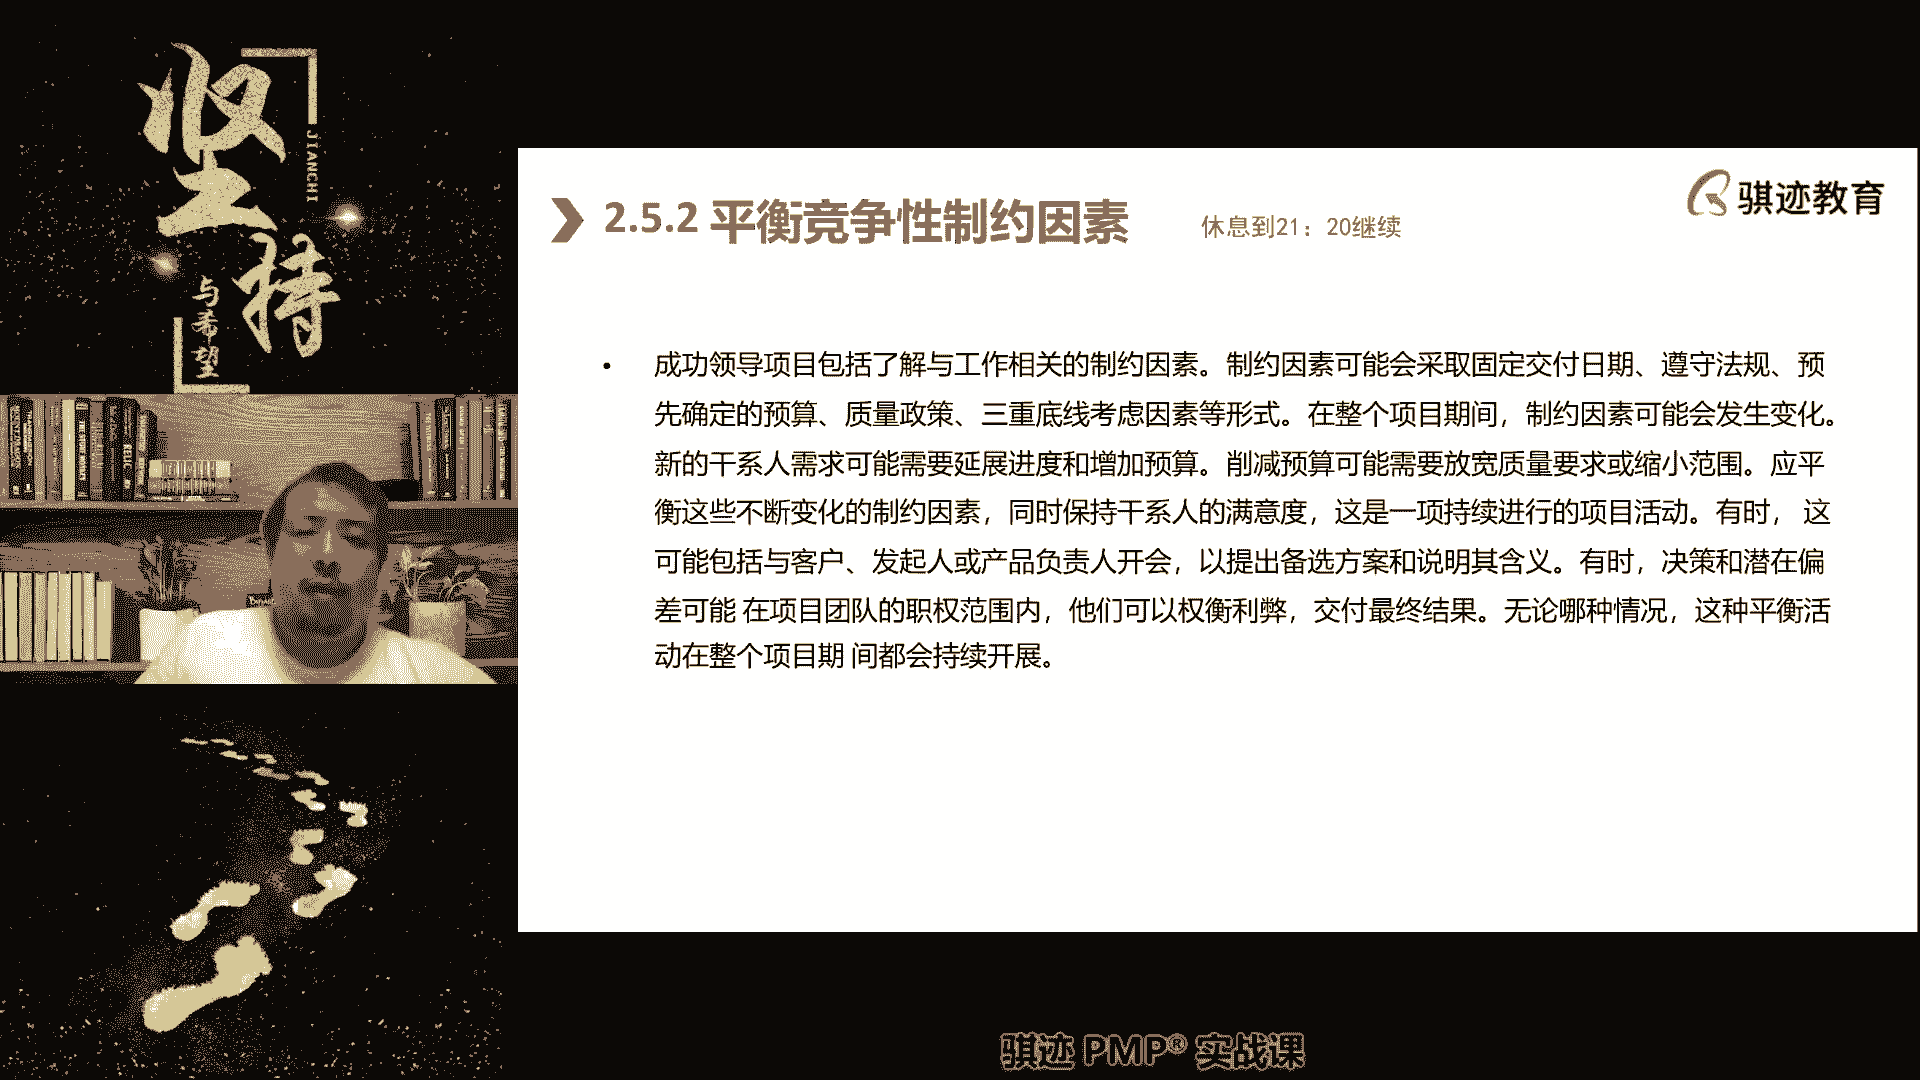 坚持
JIANCHI
与希望
2.5.2 平衡竞争性制约因素
休息到21：20继续
骐迹教育
• 成功领导项目包括了解与工作相关的制约因素。制约因素可能会采取固定交付日期、遵守法规、预
先确定的预算、质量政策、三重底线考虑因素等形式。在整个项目期间，制约因素可能会发生变化。
新的干系人需求可能需要延展进度和增加预算。削减预算可能需要放宽质量要求或缩小范围。应平
衡这些不断变化的制约因素，同时保持干系人的满意度，这是一项持续进行的项目活动。有时， 这
可能包括与客户、发起人或产品负责人开会，以提出备选方案和说明其含义。有时，决策和潜在偏
差可能 在项目团队的职权范围内，他们可以权衡利弊，交付最终结果。无论哪种情况，这种平衡活
动在整个项目期 间都会持续开展。
骐迹 PMP® 实战课